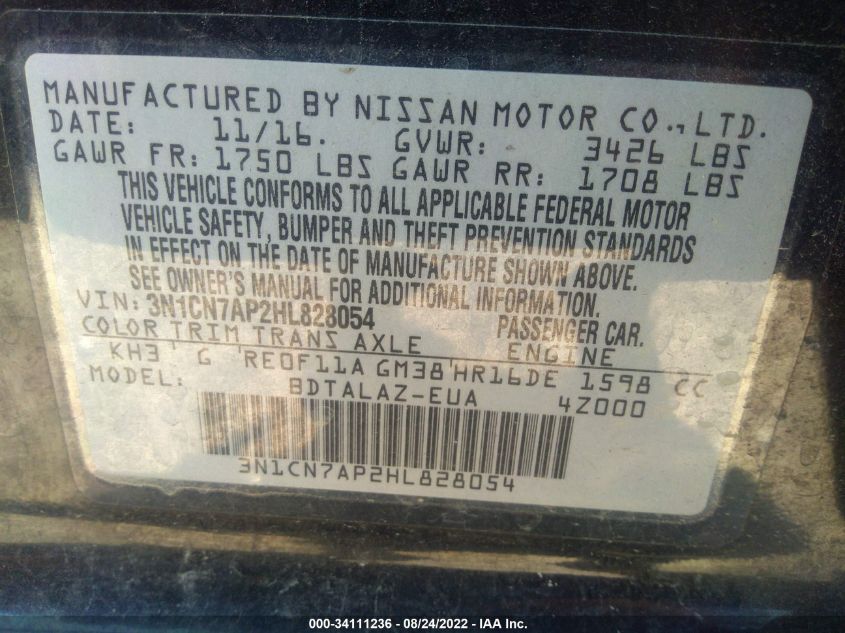 MANUFACTURED BY NISSAN MOTOR CO., LTD.
DATE: 11/16. GVWR: 3426 LBS
GAWR FR: 1750 LBS GAWR RR: 1708 LBS
THIS VEHICLE CONFORMS TO ALL APPLICABLE FEDERAL MOTOR
VEHICLE SAFETY, BUMPER AND THEFT PREVENTION STANDARDS
IN EFFECT ON THE DATE OF MANUFACTURE SHOWN ABOVE.
SEE OWNER'S MANUAL FOR ADDITIONAL INFORMATION.
VIN: 3N1CN7AP2HL828054 PASSENGER CAR.
COLOR TRIM TRANS AXLE ENGINE
KH3 G RE0F11A GM38 HR16DE 1598 CC
MODEL: BDTALAZ-EUA 4Z000
3N1CN7AP2HL828054
000-34111236 - 08/24/2022 - IAA Inc.